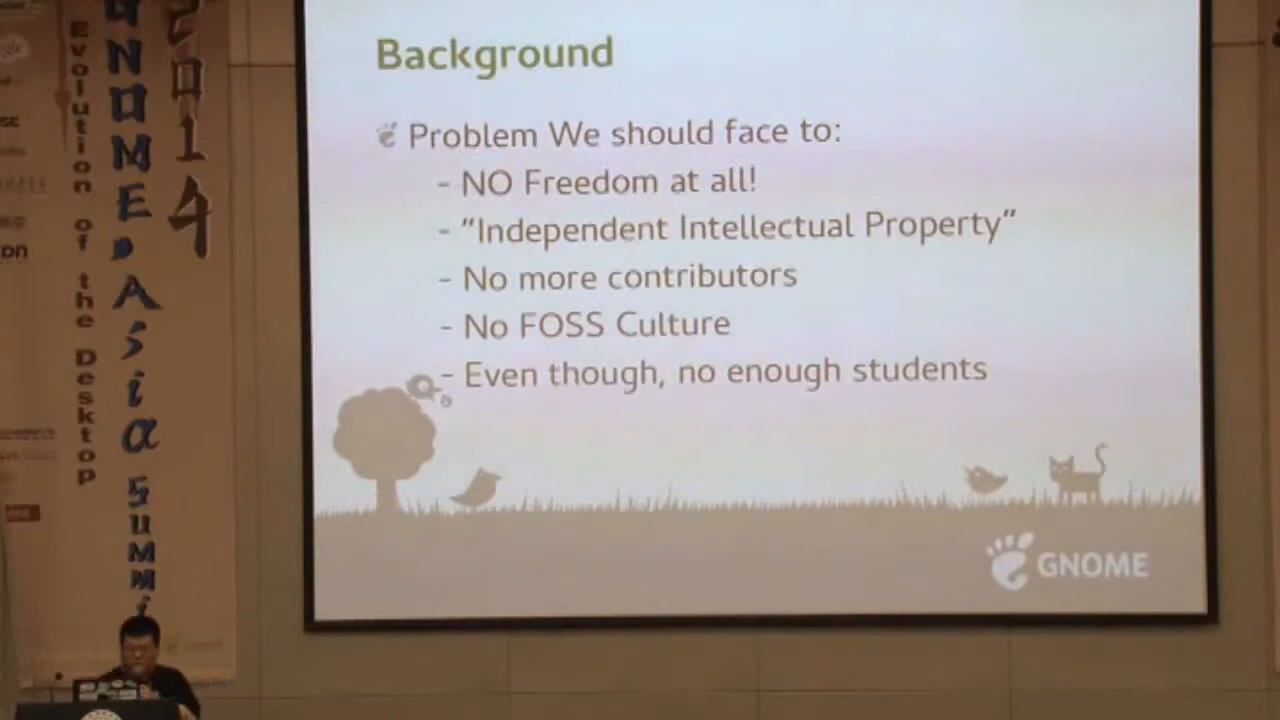 Background
Problem We should face to:
- NO Freedom at all!
- “Independent Intellectual Property”
- No more contributors
- No FOSS Culture
- Even though, no enough students
GNOME
2014
GNOME.Asia Summi
Evolution of the Desktop